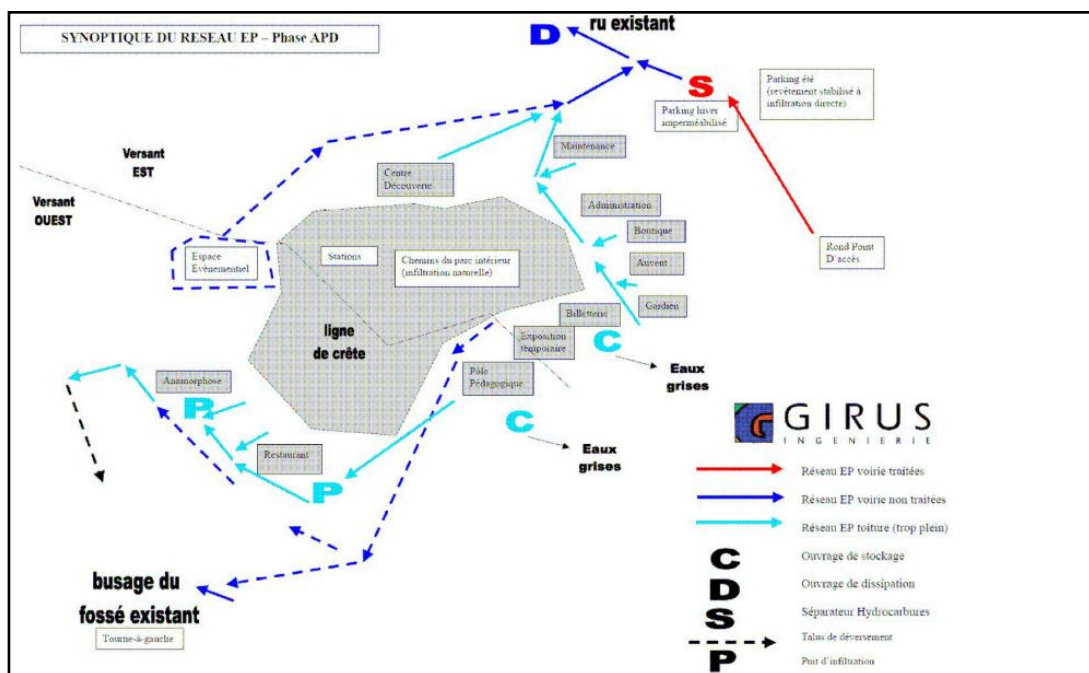 SYNOPTIQUE DU RESEAU EP – Phase APD
ru existant
D
S
Parking été
(revêtement stabilisé à
infiltration directe)
Parking hiver
imperméabilisé
Versant
EST
Versant
OUEST
Maintenance
Centre
Découverte
Administration
Boutique
Rond Point
D'accès
Espace
Evènementiel
Stations
Chemins du parc intérieur
(infiltration naturelle)
Auvent
Gardien
Billetterie
ligne
de crête
Exposition
temporaire
C
Eaux
grises
Pôle
Pédagogique
Anamorphose
P
C
Eaux
grises
Restaurant
P
GIRUS
INGENIERIE
Réseau EP voirie traitées
Réseau EP voirie non traitées
Réseau EP toiture (trop plein)
C Ouvrage de stockage
D Ouvrage de dissipation
S Séparateur Hydrocarbures
Talus de déversement
P Puit d'infiltration
busage du
fossé existant
Tourne-à-gauche